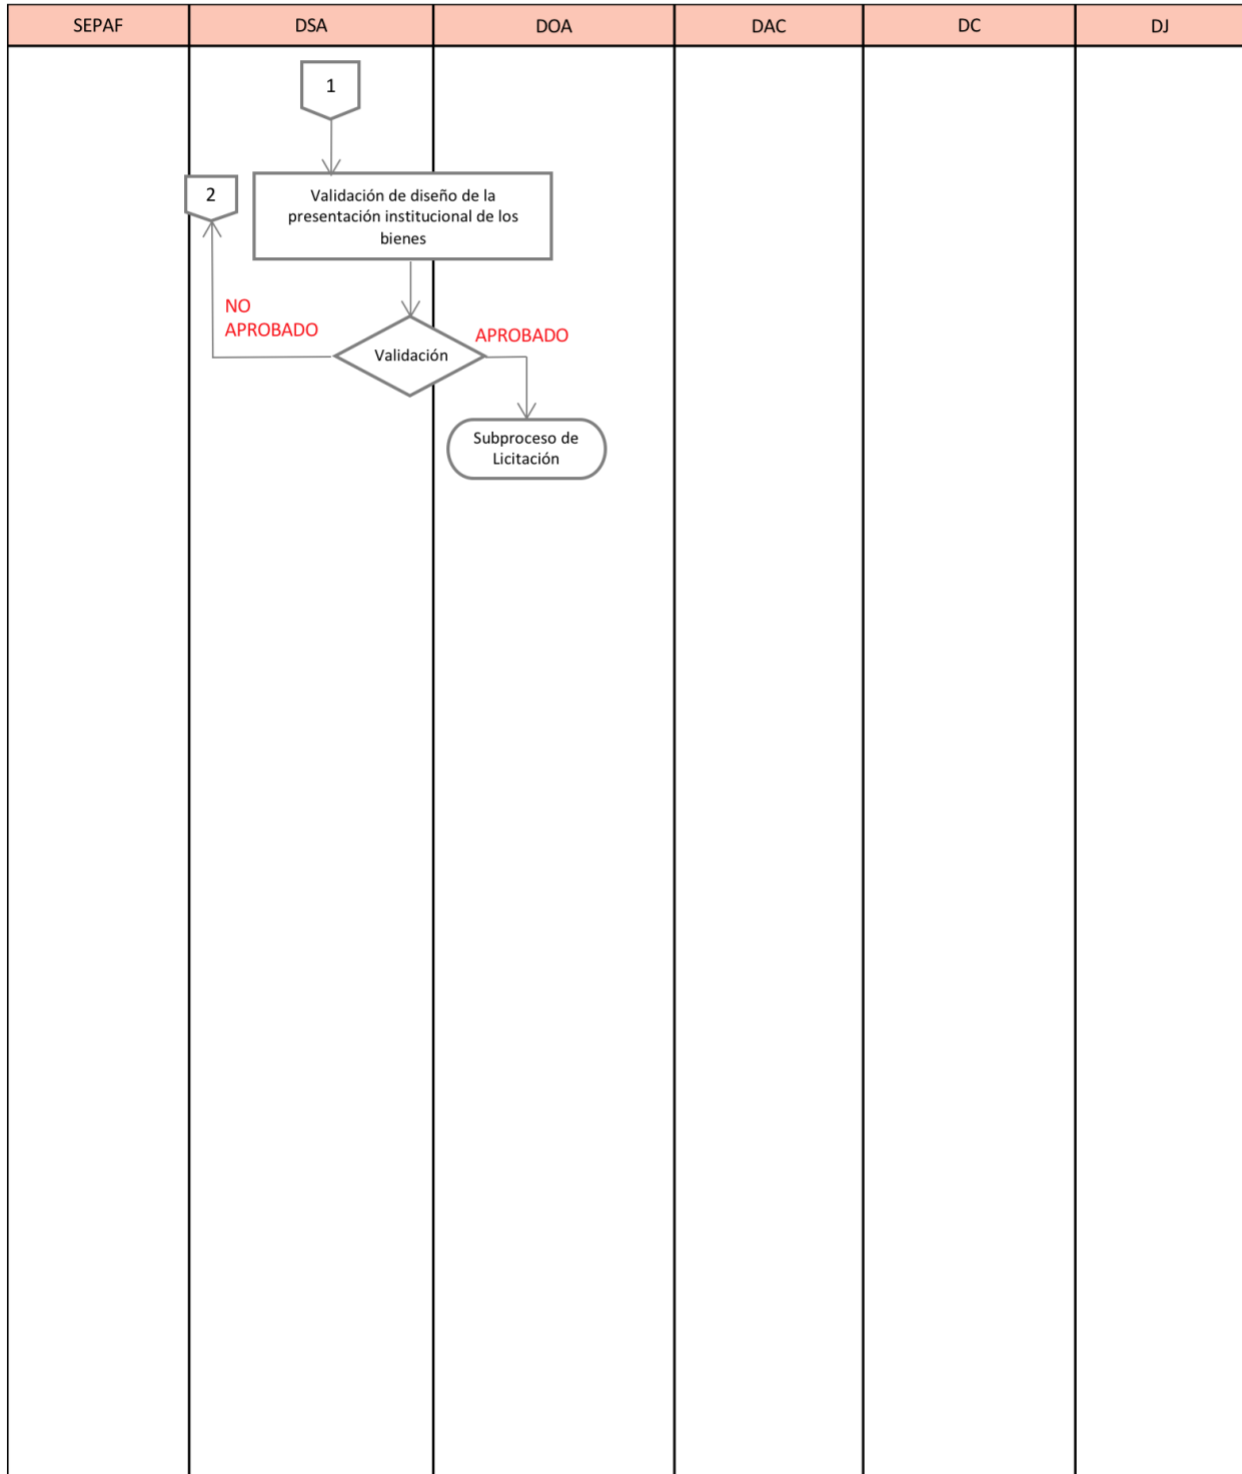 SEPAF
DSA
DOA
DAC
DC
DJ
1
2
Validación de diseño de la
presentación institucional de los
bienes
NO
APROBADO
Validación
APROBADO
Subproceso de
Licitación